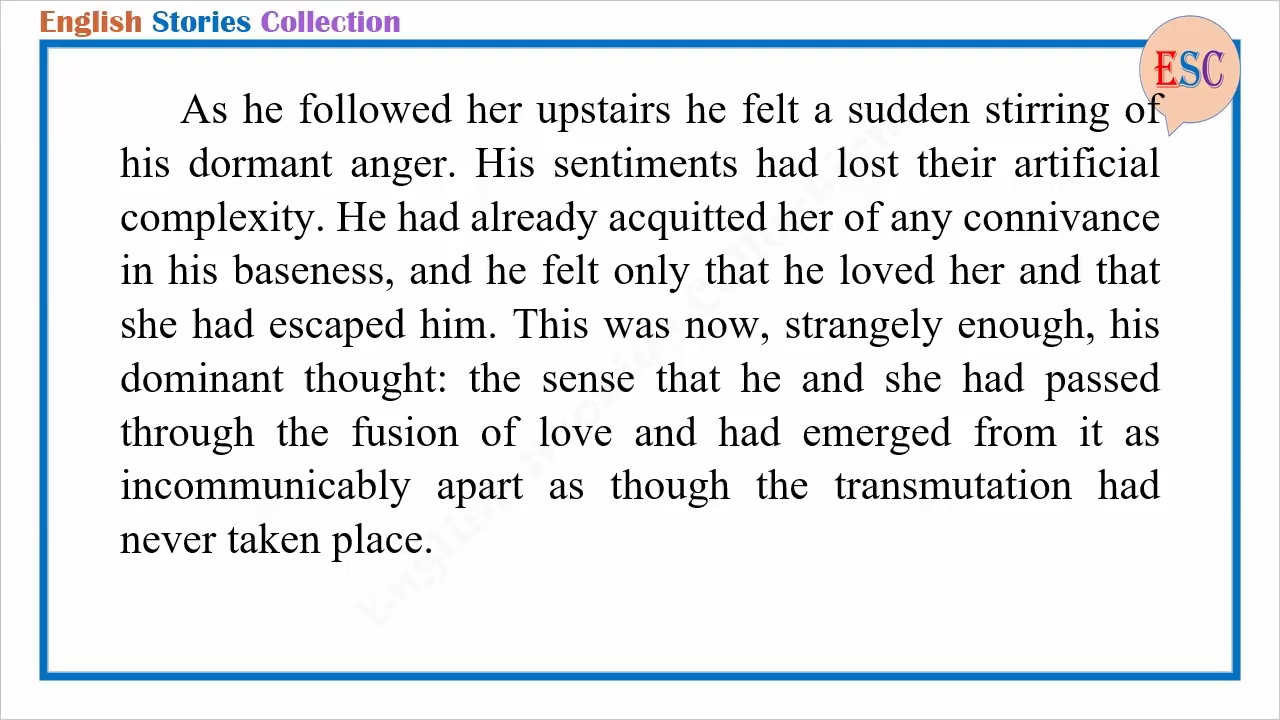 English Stories Collection
ESC
As he followed her upstairs he felt a sudden stirring of
his dormant anger. His sentiments had lost their artificial
complexity. He had already acquitted her of any connivance
in his baseness, and he felt only that he loved her and that
she had escaped him. This was now, strangely enough, his
dominant thought: the sense that he and she had passed
through the fusion of love and had emerged from it as
incommunicably apart as though the transmutation had
never taken place.
English Stories Collection